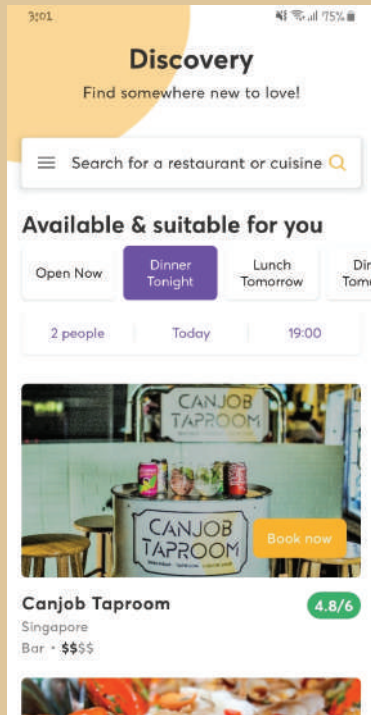 3:01
75%
Discovery
Find somewhere new to love!
Search for a restaurant or cuisine
Available & suitable for you
Open Now
Dinner
Tonight
Lunch
Tomorrow
2 people
Today
19:00
CANJOB
TAPROOM
CANJOB
TAPROOM
Book now
Canjob Taproom
4.8/6
Singapore
Bar • $$$$